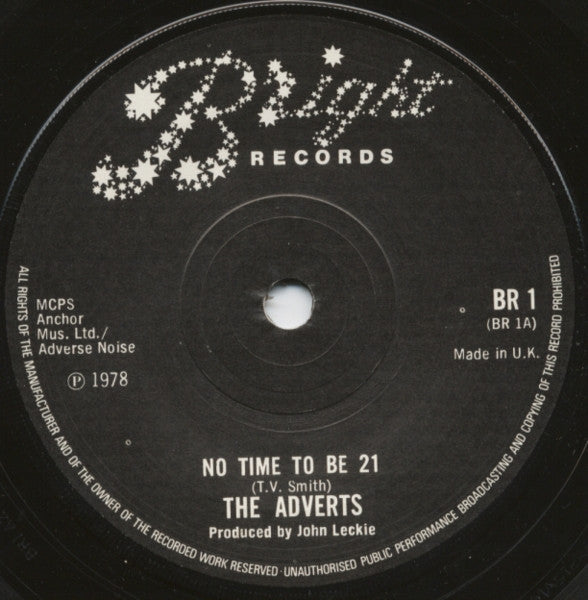 Bright
RECORDS
MCPS
Anchor
Mus. Ltd./
Adverse Noise
℗ 1978
BR 1
(BR 1A)
Made in U.K.
NO TIME TO BE 21
(T.V. Smith)
THE ADVERTS
Produced by John Leckie
ALL RIGHTS OF THE MANUFACTURER AND OF THE OWNER OF THE RECORDED WORK RESERVED · UNAUTHORISED PUBLIC PERFORMANCE BROADCASTING AND COPYING OF THIS RECORD PROHIBITED